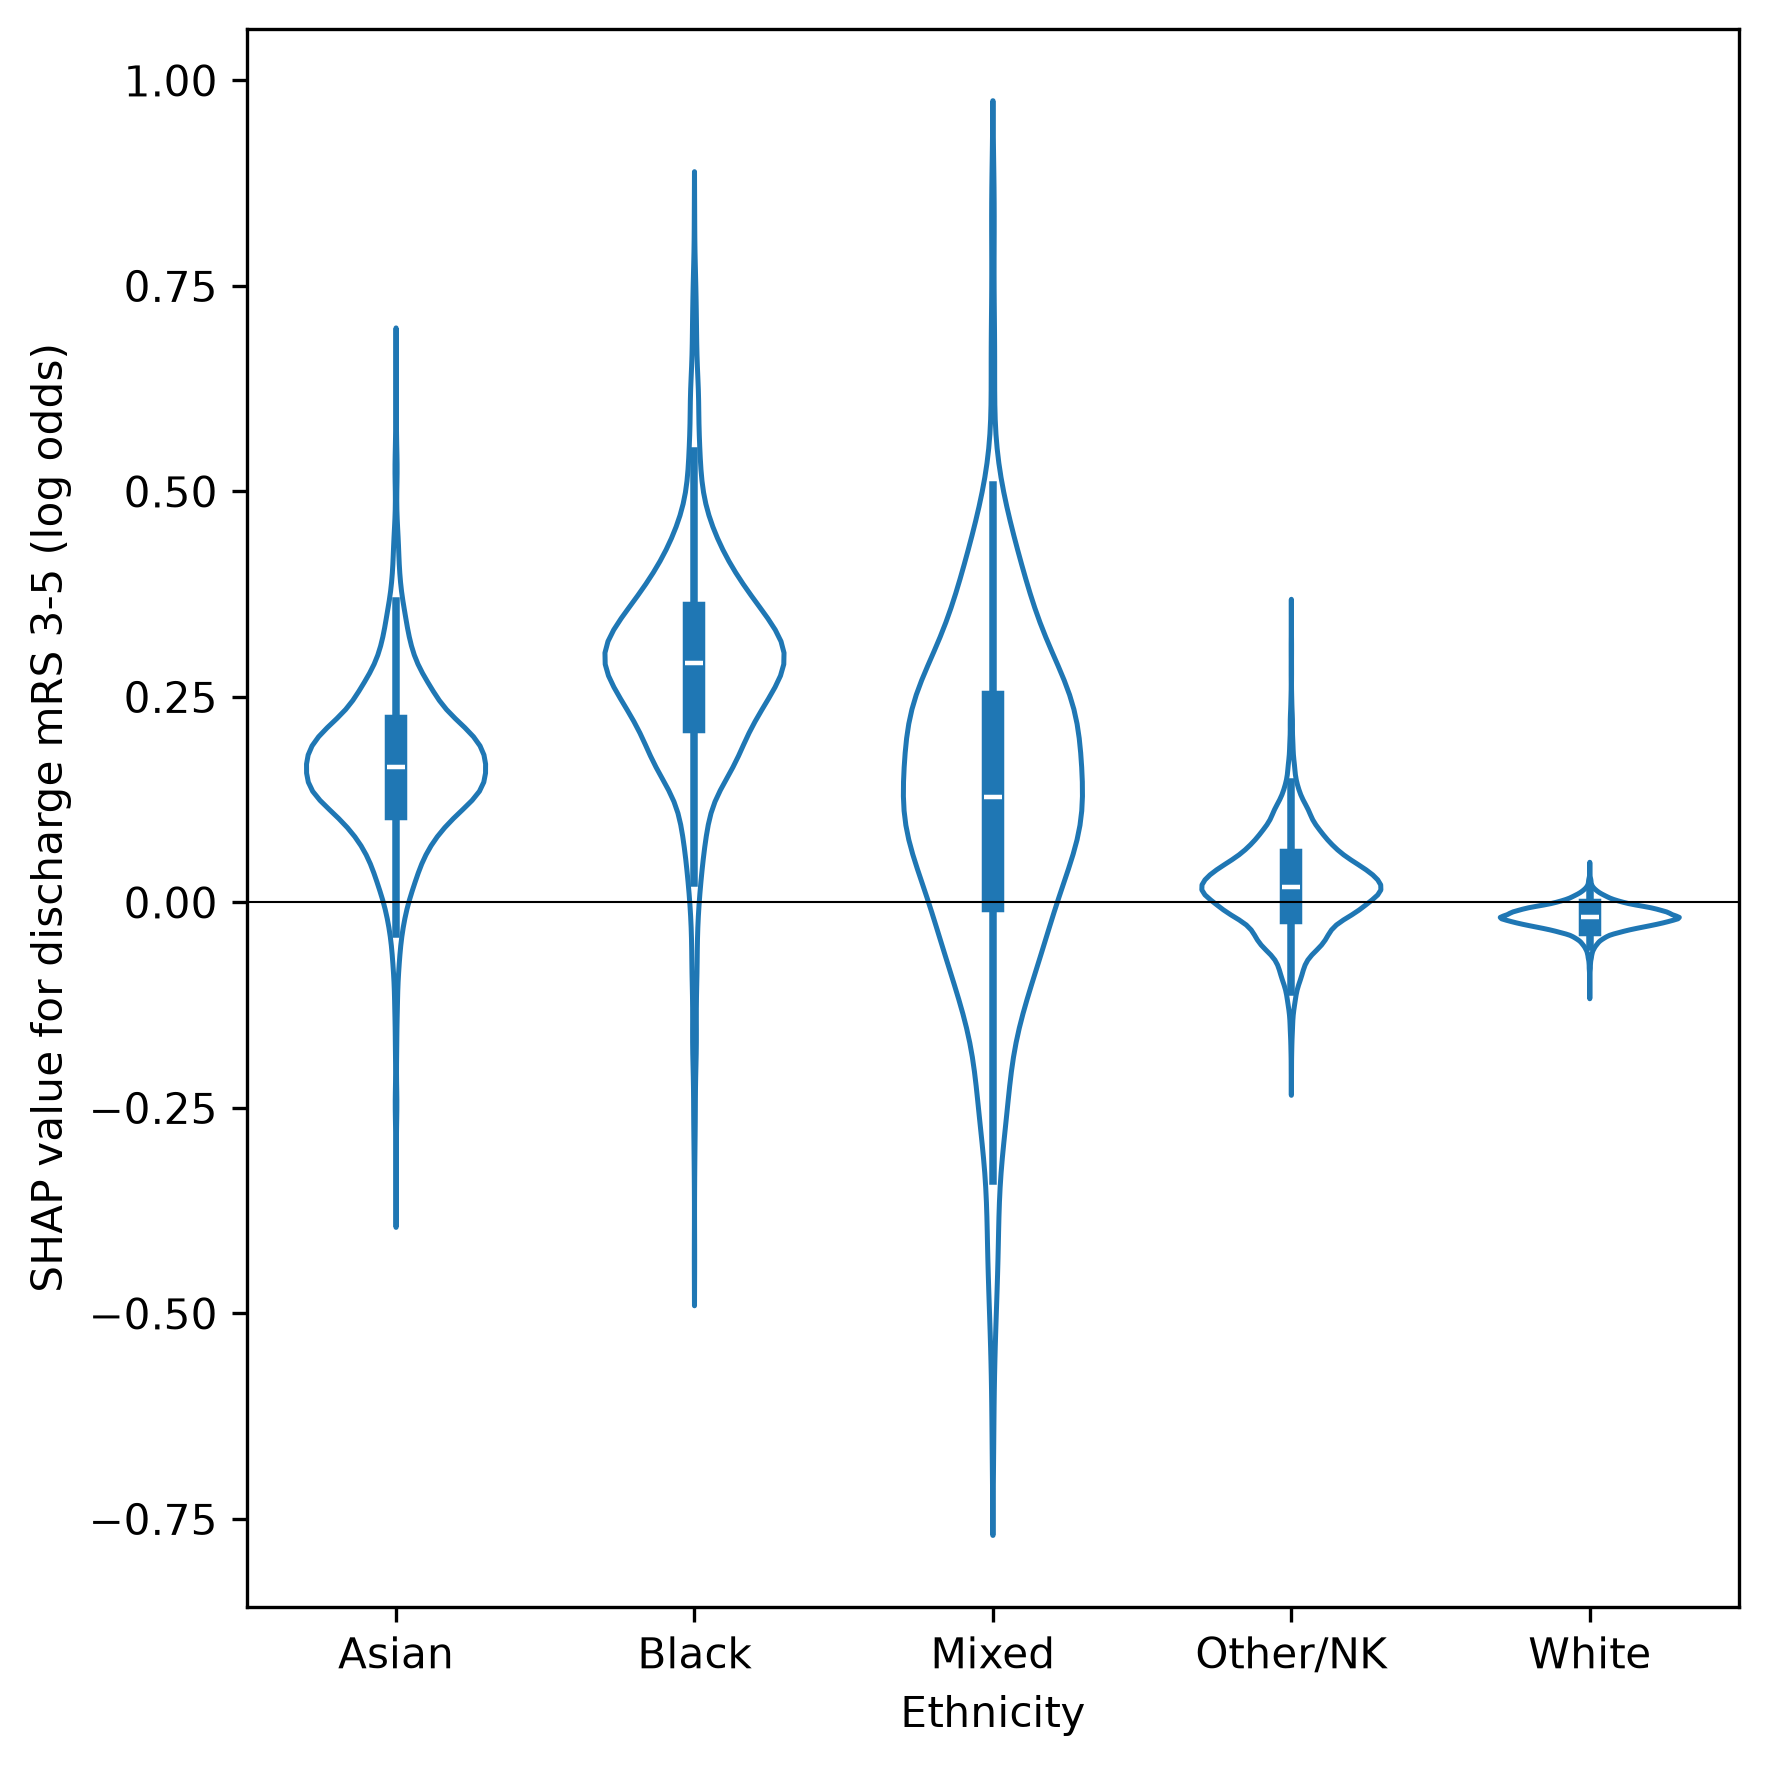 SHAP value for discharge mRS 3-5 (log odds)
1.00
0.75
0.50
0.25
0.00
−0.25
−0.50
−0.75
Asian Black Mixed Other/NK White
Ethnicity